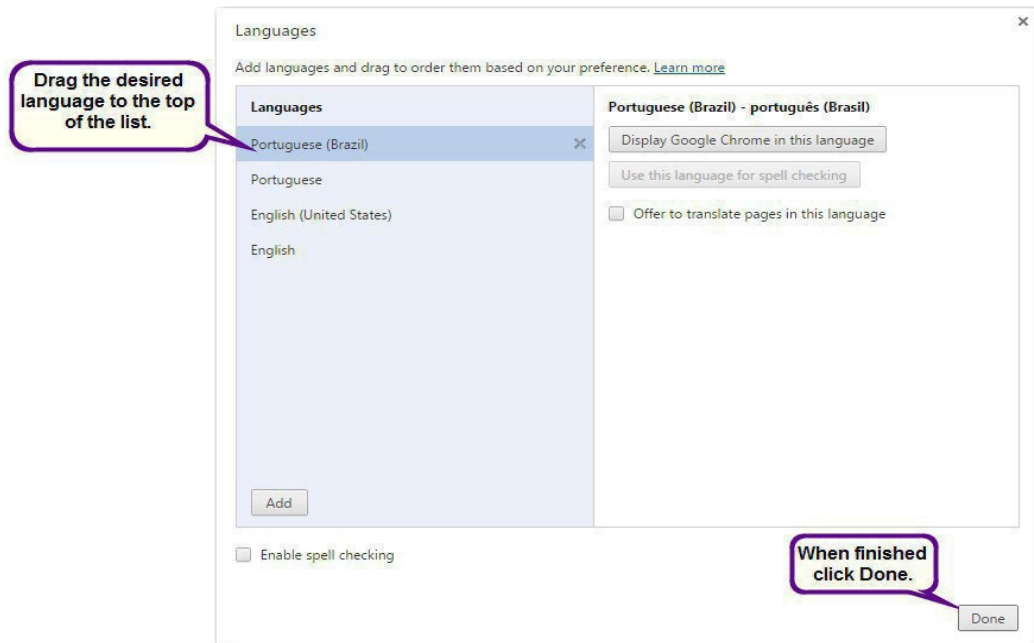 Languages
Add languages and drag to order them based on your preference. Learn more
Drag the desired
language to the top
of the list.
Languages
Portuguese (Brazil)
Portuguese
English (United States)
English
Add
Portuguese (Brazil) - português (Brasil)
Display Google Chrome in this language
Use this language for spell checking
Offer to translate pages in this language
Enable spell checking
When finished
click Done.
Done